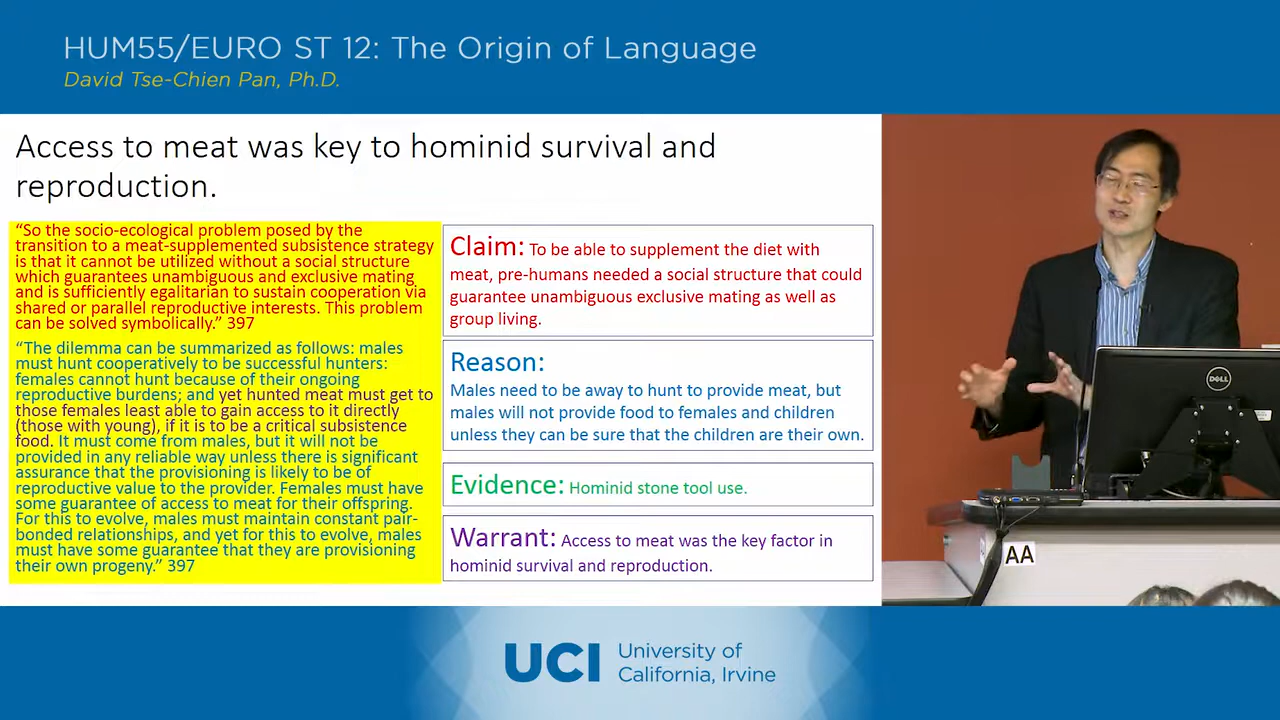 HUM55/EURO ST 12: The Origin of Language
David Tse-Chien Pan, Ph.D.
Access to meat was key to hominid survival and
reproduction.
“So the socio-ecological problem posed by the
transition to a meat-supplemented subsistence strategy
is that it cannot be utilized without a social structure
which guarantees unambiguous and exclusive mating
and is sufficiently egalitarian to sustain cooperation via
shared or parallel reproductive interests. This problem
can be solved symbolically.” 397
“The dilemma can be summarized as follows: males
must hunt cooperatively to be successful hunters:
females cannot hunt because of their ongoing
reproductive burdens; and yet hunted meat must get to
those females least able to gain access to it directly
(those with young), if it is to be a critical subsistence
food. It must come from males, but it will not be
provided in any reliable way unless there is significant
assurance that the provisioning is likely to be of
reproductive value to the provider. Females must have
some guarantee of access to meat for their offspring.
For this to evolve, males must maintain constant pair-
bonded relationships, and yet for this to evolve, males
must have some guarantee that they are provisioning
their own progeny.” 397
Claim: To be able to supplement the diet with
meat, pre-humans needed a social structure that could
guarantee unambiguous exclusive mating as well as
group living.
Reason:
Males need to be away to hunt to provide meat, but
males will not provide food to females and children
unless they can be sure that the children are their own.
Evidence: Hominid stone tool use.
Warrant: Access to meat was the key factor in
hominid survival and reproduction.
DELL
AA
UCI
University of
California, Irvine